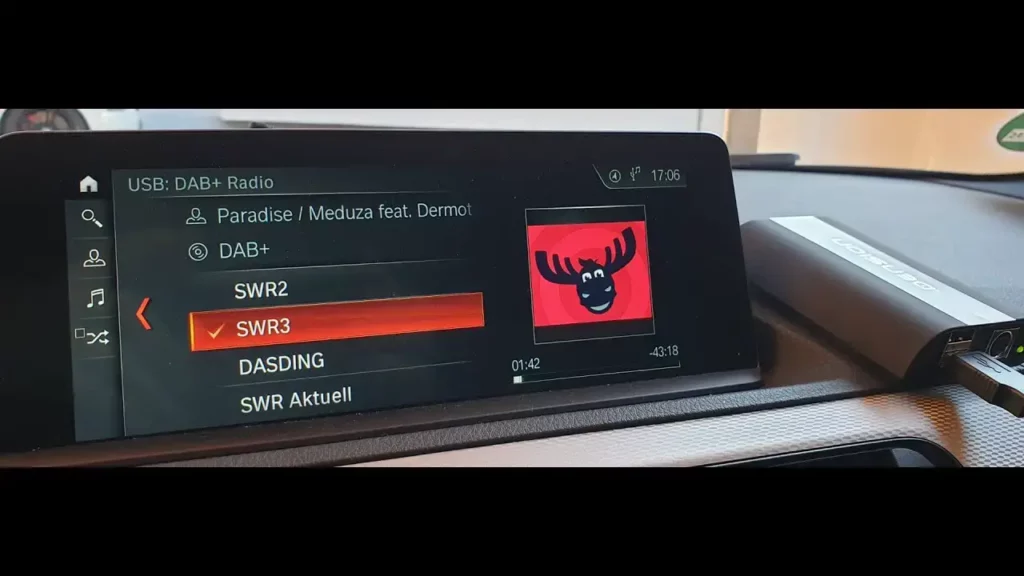 USB: DAB+ Radio
17:06
Paradise / Meduza feat. Dermot
DAB+
SWR2
SWR3
DASDING
SWR Aktuell
01:42
-43:18